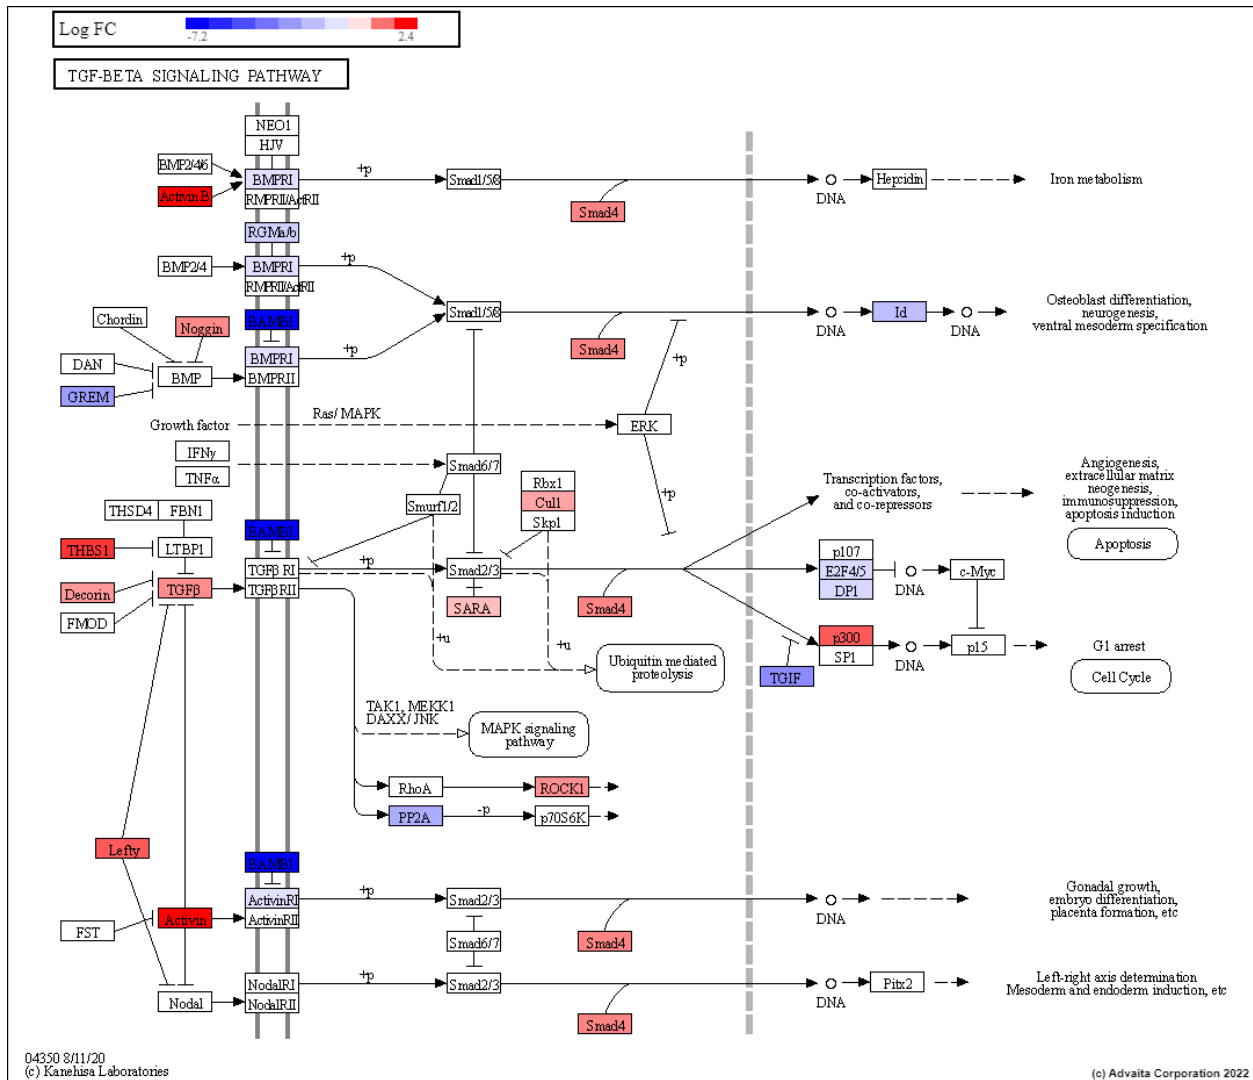 Log FC
-7.2
2.4
TGF-BETA SIGNALING PATHWAY
NEO1
HJV
BMP2/4/6
Activin B
BMPRI
RMPRII/ActRII
+p
Smad1/5/8
Smad4
DNA
Hepcidin
Iron metabolism
RGMa/b
BMP2/4
BMPRI
RMPRII/ActRII
+p
Smad1/5/8
Smad4
DNA
Id
DNA
Osteoblast differentiation,
neurogenesis,
ventral mesoderm specification
Chordin
Noggin
BAMBI
DAN
GREM
BMP
BMPRI
BMPRII
+p
+p
Growth factor
Ras/ MAPK
ERK
IFNγ
TNFα
Smad6/7
Smurf1/2
Rbx1
Cul1
Skp1
+p
Transcription factors,
co-activators,
and co-repressors
Angiogenesis,
extracellular matrix
neogenesis,
immunosuppression,
apoptosis induction
Apoptosis
THSD4
FBN1
THBS1
LTBP1
BAMBI
Decorin
TGFβ
FMOD
TGFβ RI
TGFβ RII
+p
Smad2/3
SARA
Smad4
+u
+u
Ubiquitin mediated
proteolysis
p107
E2F4/5
DP1
DNA
c-Myc
p300
SP1
DNA
p15
TGIF
G1 arrest
Cell Cycle
TAK1, MEKK1
DAXX/ JNK
MAPK signaling
pathway
RhoA
ROCK1
PP2A
-p
p70S6K
Lefty
BAMBI
FST
Activin
ActivinRI
ActivinRII
+p
Smad2/3
Smad4
DNA
Gonadal growth,
embryo differentiation,
placenta formation, etc
Smad6/7
Nodal
NodalRI
NodalRII
+p
Smad2/3
Smad4
DNA
Pitx2
Left-right axis determination
Mesoderm and endoderm induction, etc
04350 8/11/20
(c) Kanehisa Laboratories
(c) Advaita Corporation 2022